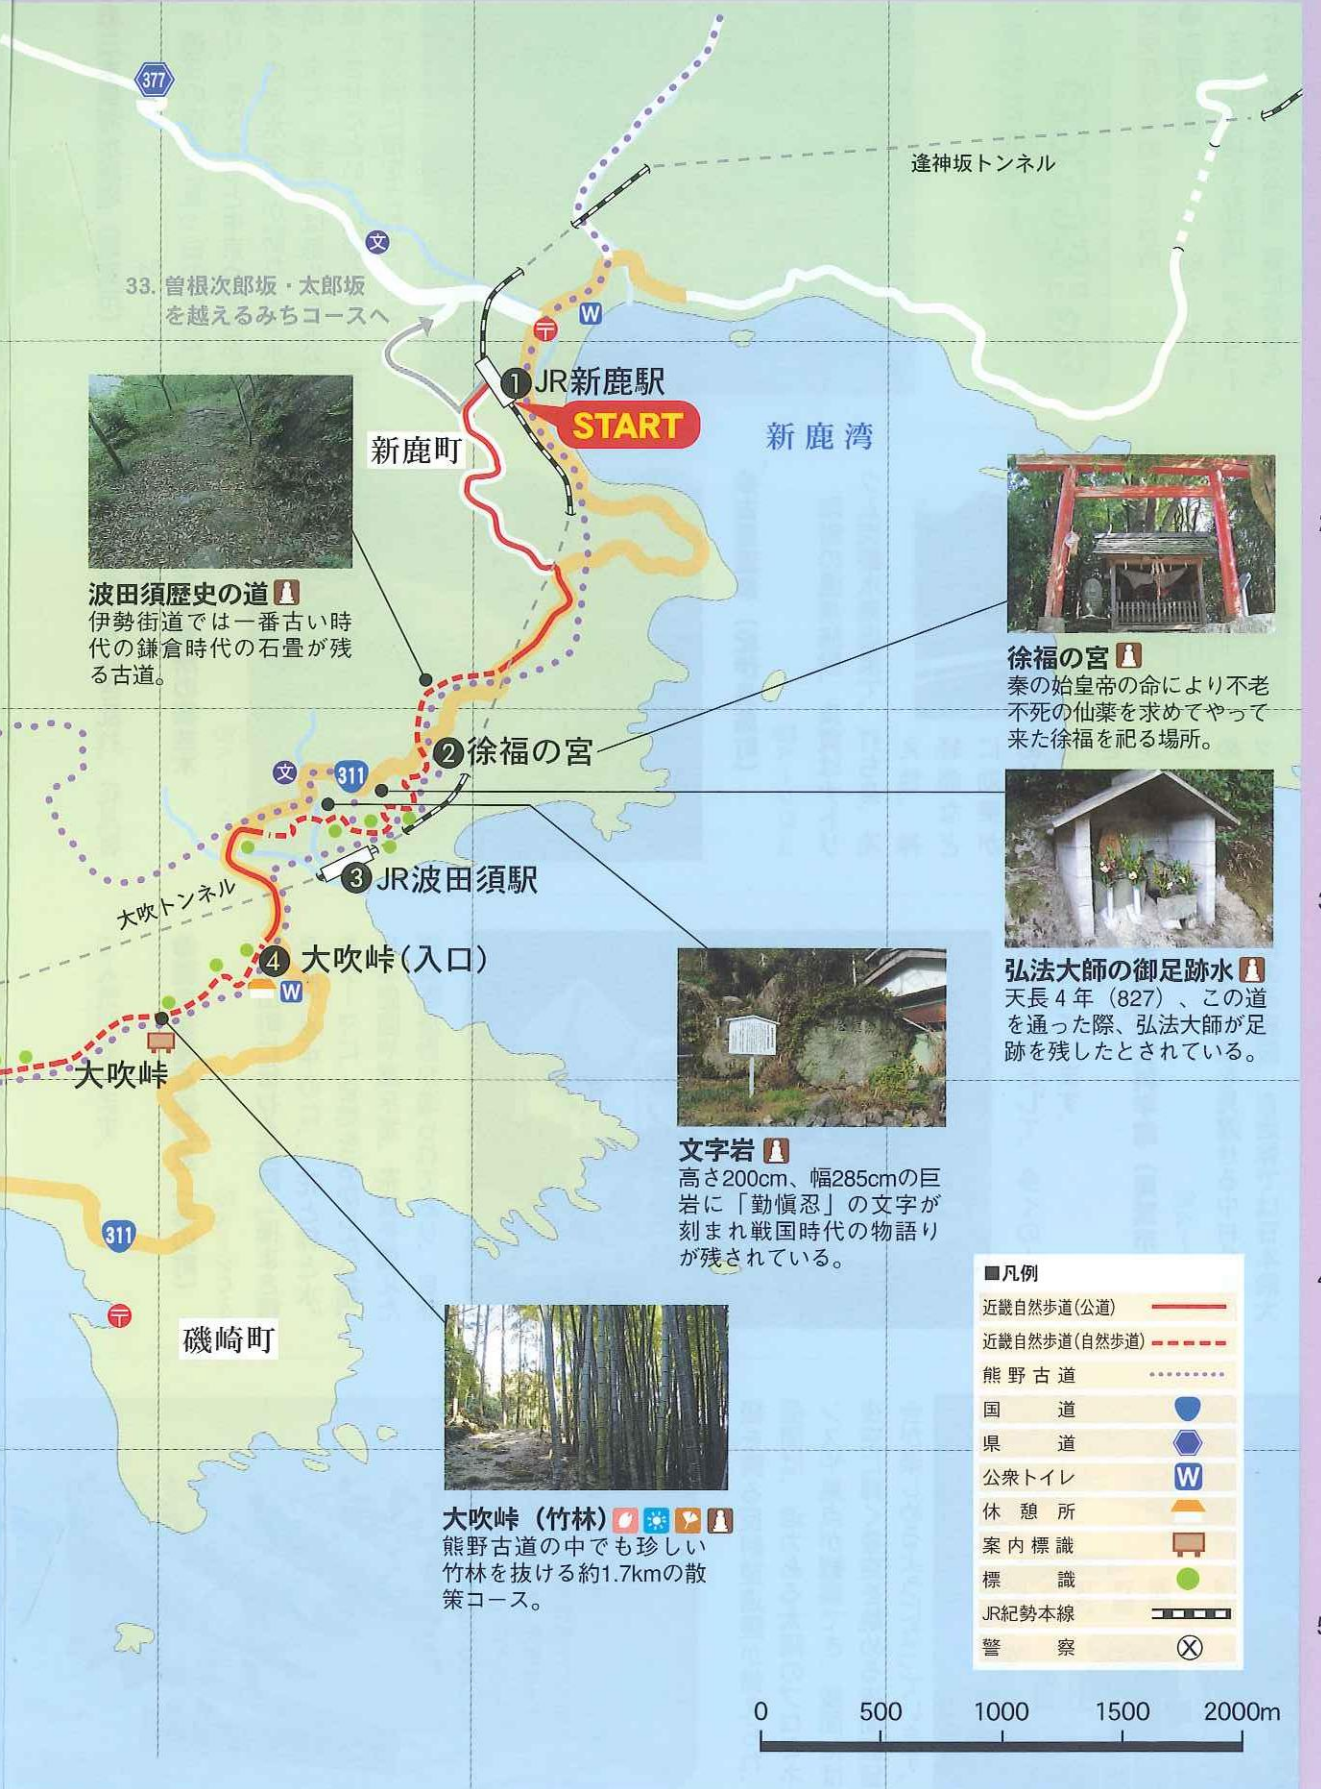 377
逢神坂トンネル
文
33. 曽根次郎坂・太郎坂
を越えるみちコースへ
W
〒
1 JR新鹿駅
START
新鹿町
新鹿湾
波田須歴史の道
伊勢街道では一番古い時
代の鎌倉時代の石畳が残
る古道。
徐福の宮
秦の始皇帝の命により不老
不死の仙薬を求めてやって
来た徐福を祀る場所。
2 徐福の宮
文
311
3 JR波田須駅
大吹トンネル
4 大吹峠(入口)
W
弘法大師の御足跡水
天長4年（827）、この道
を通った際、弘法大師が足
跡を残したとされている。
大吹峠
文字岩
高さ200cm、幅285cmの巨
岩に「勤愼忍」の文字が
刻まれ戦国時代の物語り
が残されている。
311
〒
磯崎町
大吹峠（竹林）
熊野古道の中でも珍しい
竹林を抜ける約1.7kmの散
策コース。
■凡例
近畿自然歩道(公道)
近畿自然歩道(自然歩道)
熊野古道
国道
県道
公衆トイレ W
休憩所
案内標識
標識
JR紀勢本線
警察
0 500 1000 1500 2000m